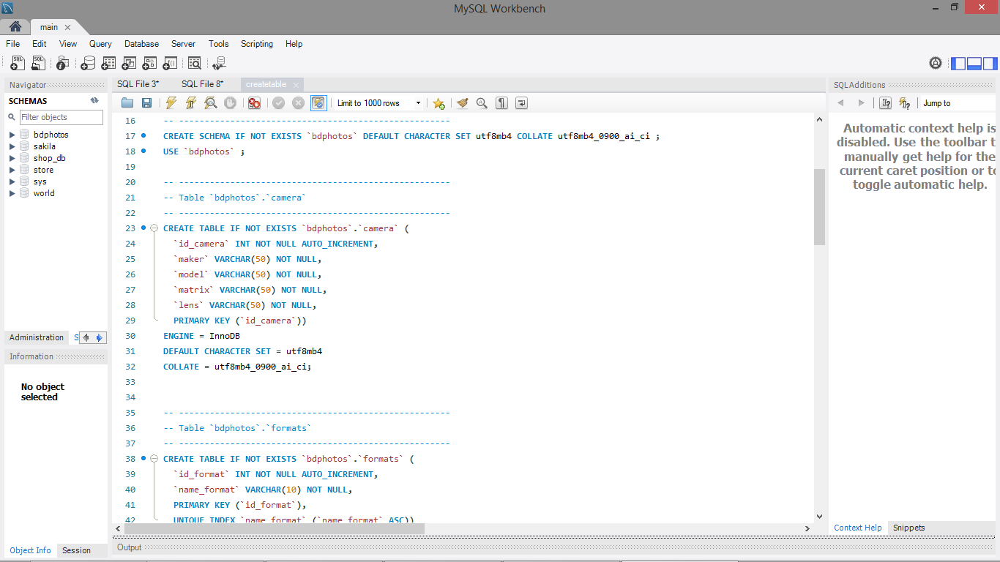 MySQL Workbench
main
File Edit View Query Database Server Tools Scripting Help
Navigator
SCHEMAS
Filter objects
bdphotos
sakila
shop_db
store
sys
world
Administration S
Information
No object
selected
Object Info Session
SQL File 3* SQL File 8* createtable
Limit to 1000 rows
16 -- -----------------------------------------------------
17 CREATE SCHEMA IF NOT EXISTS `bdphotos` DEFAULT CHARACTER SET utf8mb4 COLLATE utf8mb4_0900_ai_ci ;
18 USE `bdphotos` ;
19
20 -- -----------------------------------------------------
21 -- Table `bdphotos`.`camera`
22 -- -----------------------------------------------------
23 CREATE TABLE IF NOT EXISTS `bdphotos`.`camera` (
24 `id_camera` INT NOT NULL AUTO_INCREMENT,
25 `maker` VARCHAR(50) NOT NULL,
26 `model` VARCHAR(50) NOT NULL,
27 `matrix` VARCHAR(50) NOT NULL,
28 `lens` VARCHAR(50) NOT NULL,
29 PRIMARY KEY (`id_camera`))
30 ENGINE = InnoDB
31 DEFAULT CHARACTER SET = utf8mb4
32 COLLATE = utf8mb4_0900_ai_ci;
33
34
35 -- -----------------------------------------------------
36 -- Table `bdphotos`.`formats`
37 -- -----------------------------------------------------
38 CREATE TABLE IF NOT EXISTS `bdphotos`.`formats` (
39 `id_format` INT NOT NULL AUTO_INCREMENT,
40 `name_format` VARCHAR(10) NOT NULL,
41 PRIMARY KEY (`id_format`),
42 UNIQUE INDEX `name_format` (`name_format` ASC))
Output
SQLAdditions
Jump to
Automatic context help is
disabled. Use the toolbar t
manually get help for the
current caret position or to
toggle automatic help.
Context Help Snippets